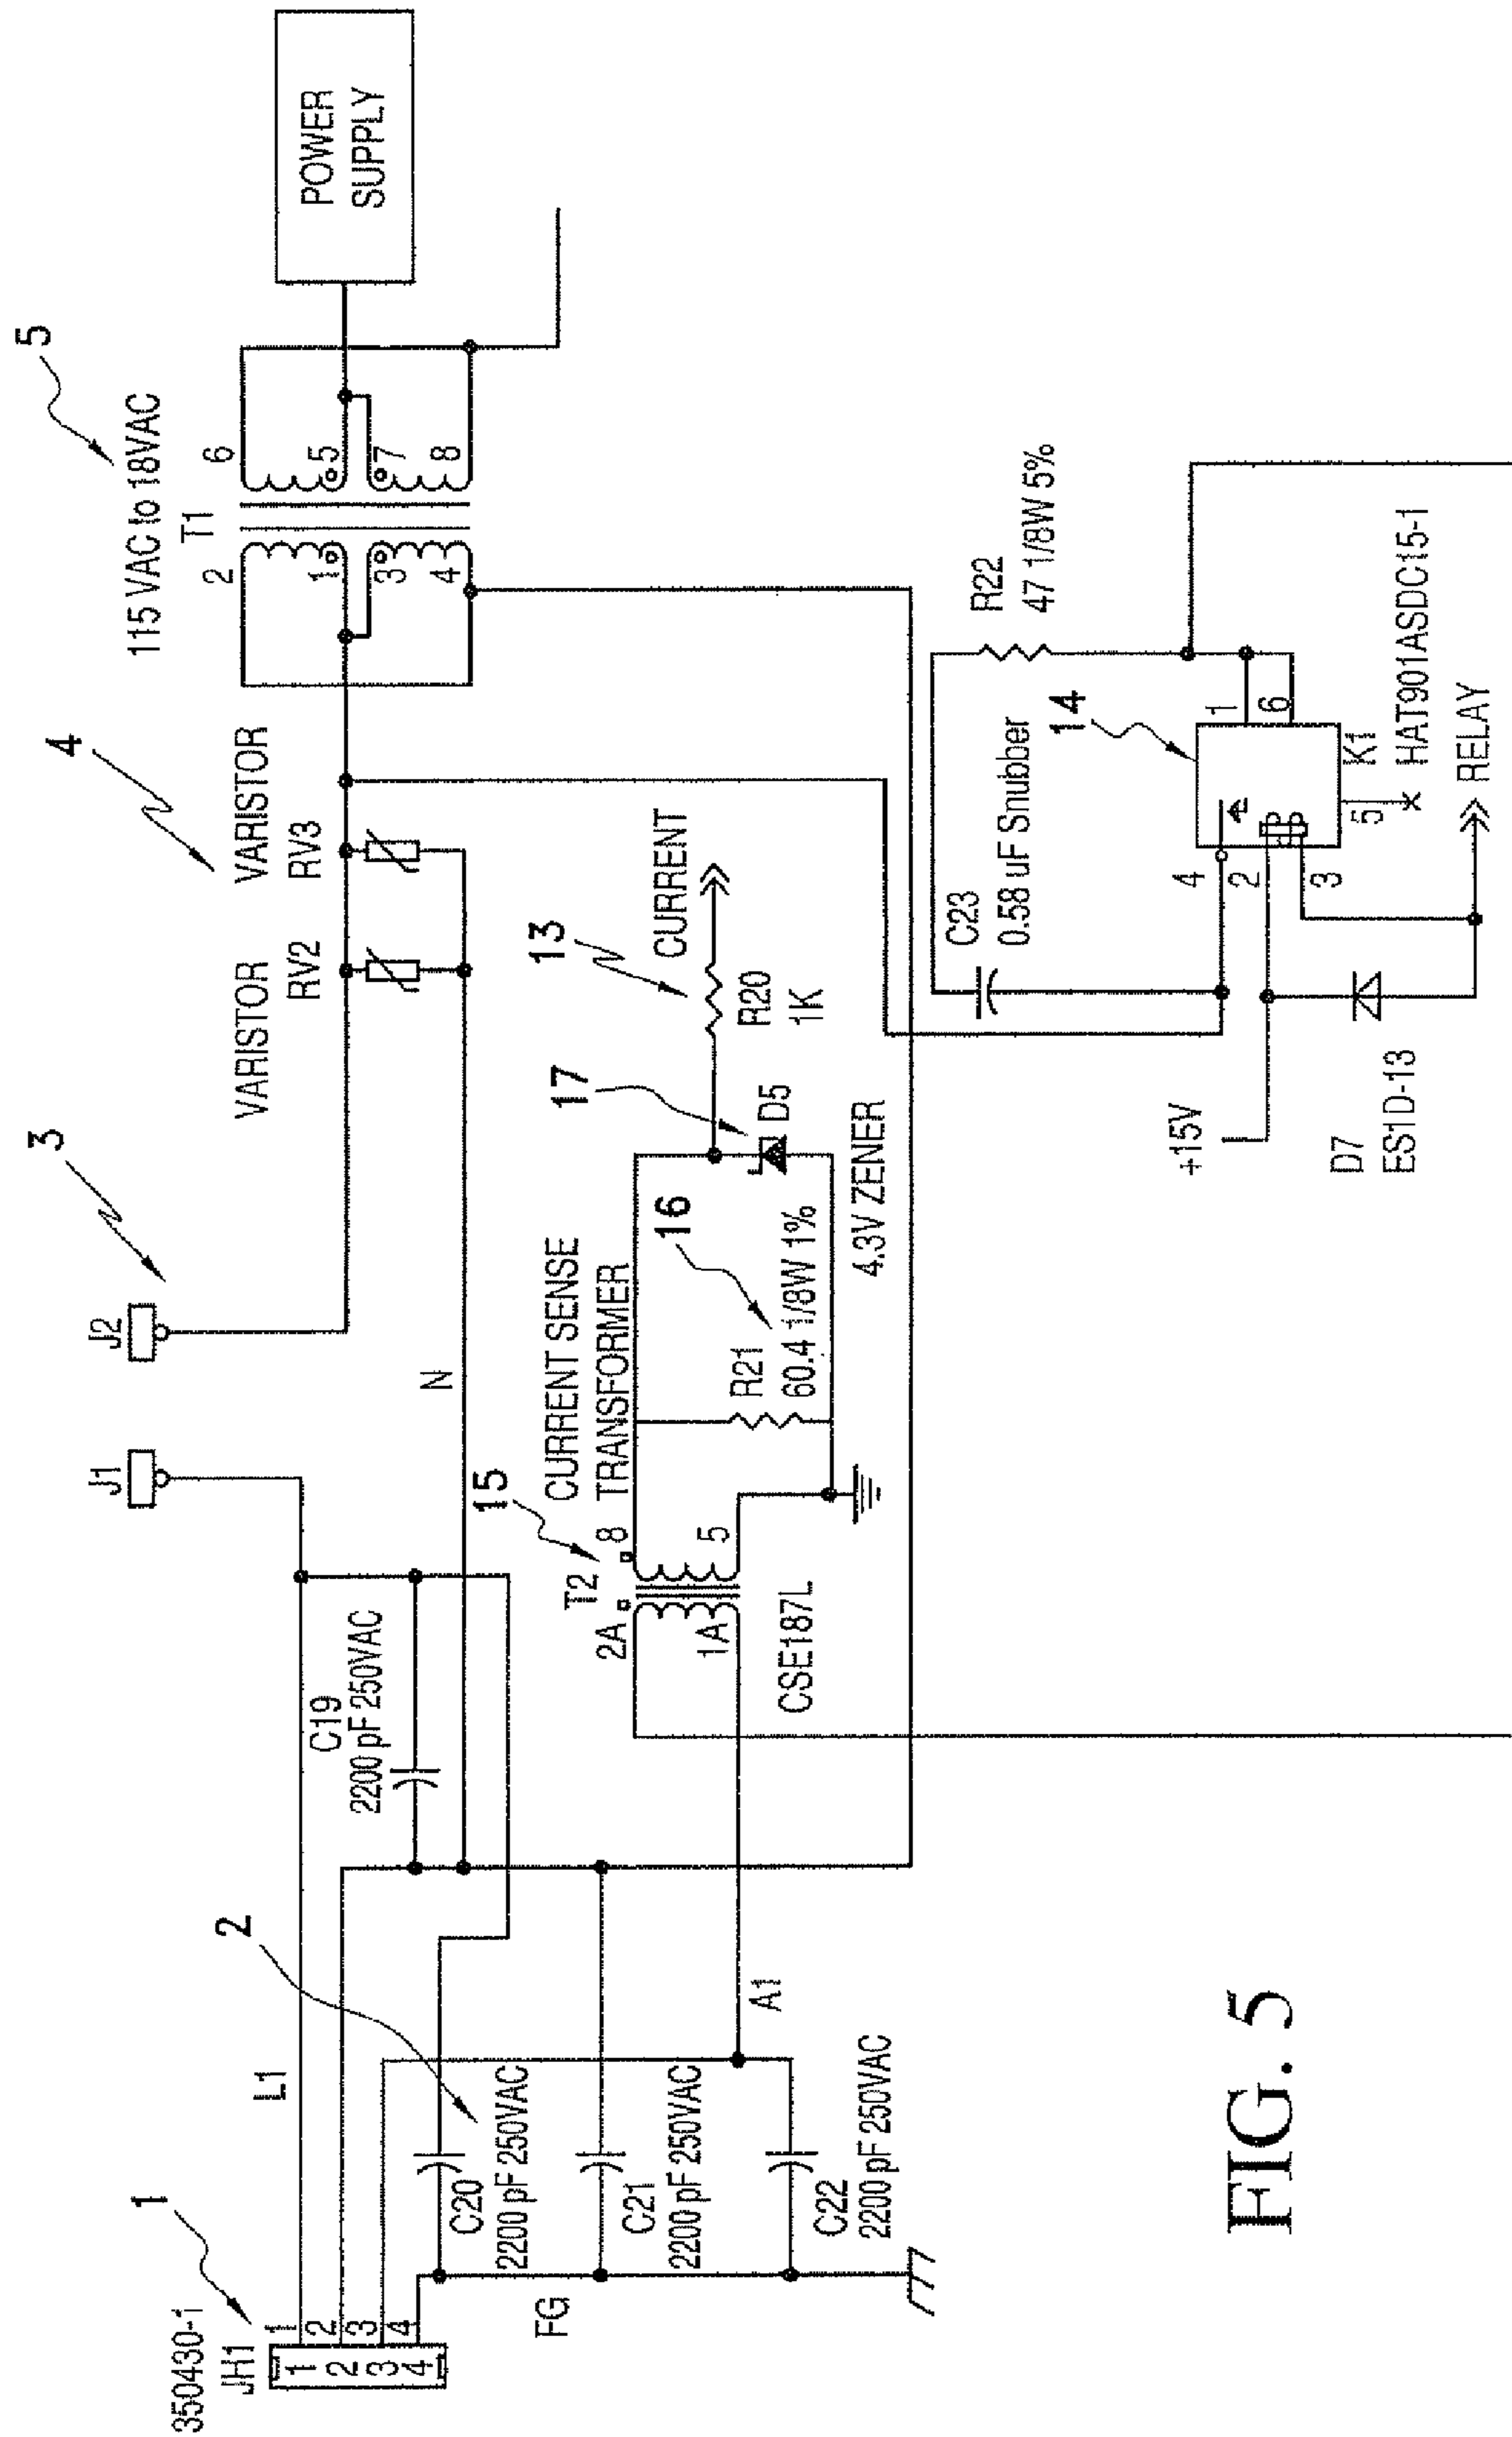 350430-1
JH1
1
1
2
3
4
1
2
3
4
L1
FG
2
C19
2200 pF 250VAC
C20
2200 pF 250VAC
C21
2200 pF 250VAC
C22
2200 pF 250VAC
A1
J1
J2
3
N
VARISTOR
RV2
VARISTOR
RV3
4
115 VAC to 18VAC
T1
5
2
1
3
4
6
5
7
8
POWER
SUPPLY
CURRENT SENSE
TRANSFORMER
15
T2
2A
1A
8
5
CSE187L
16
R21
60.4 1/8W 1%
17
D5
4.3V ZENER
13
R20
1K
CURRENT
C23
0.58 uF Snubber
R22
47 1/8W 5%
14
4
2
3
1
6
5
K1
HAT901ASDC15-1
RELAY
+15V
D7
ES1D-13
FIG. 5